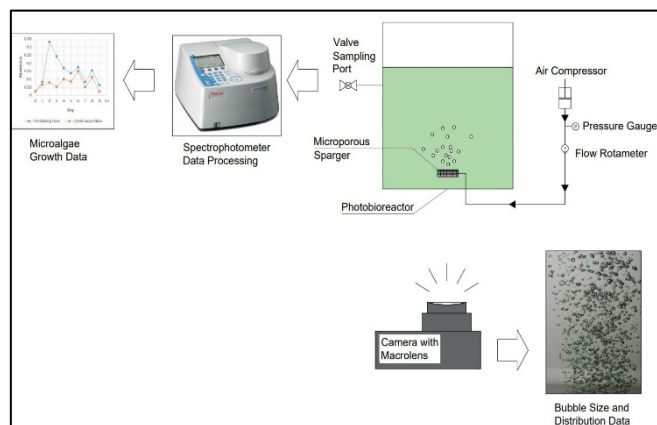 Valve
Sampling
Port
Air Compressor
Pressure Gauge
Flow Rotameter
Microporous
Sparger
Photobioreactor
Microalgae
Growth Data
Spectrophotometer
Data Processing
Camera with
Macrolens
Bubble Size and
Distribution Data
Day